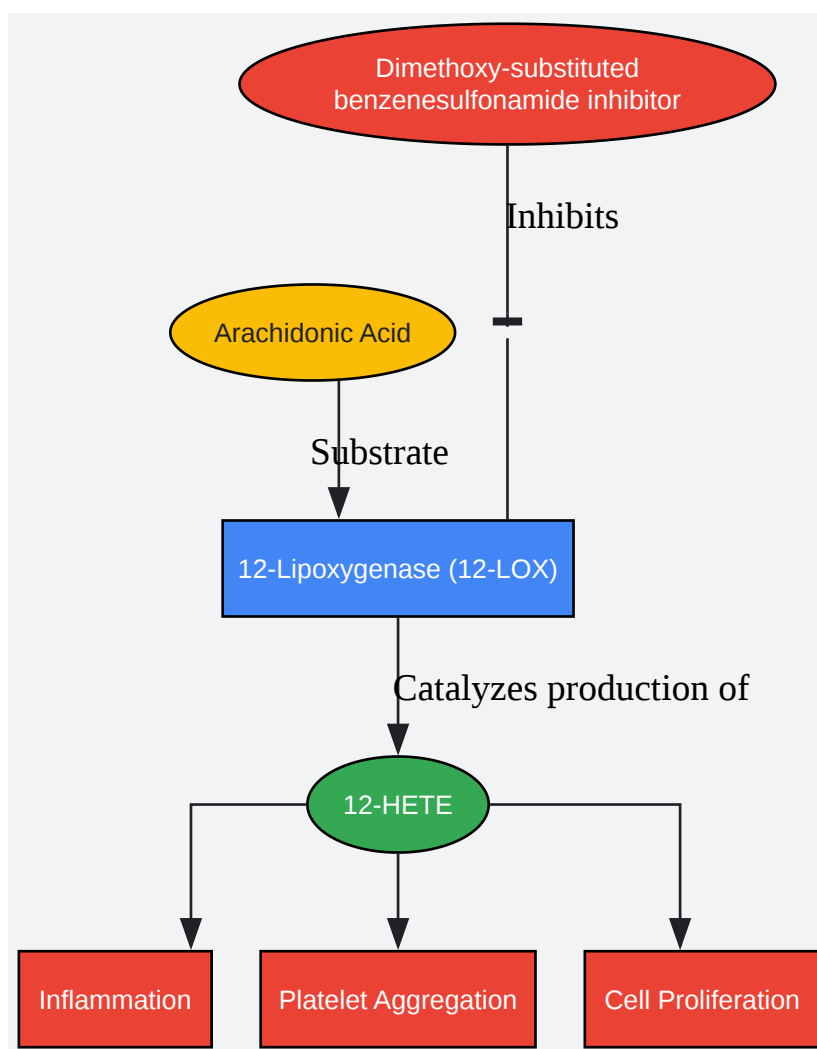 Dimethoxy-substituted
benzenesulfonamide inhibitor
Inhibits
Arachidonic Acid
Substrate
12-Lipoxygenase (12-LOX)
Catalyzes production of
12-HETE
Inflammation
Platelet Aggregation
Cell Proliferation